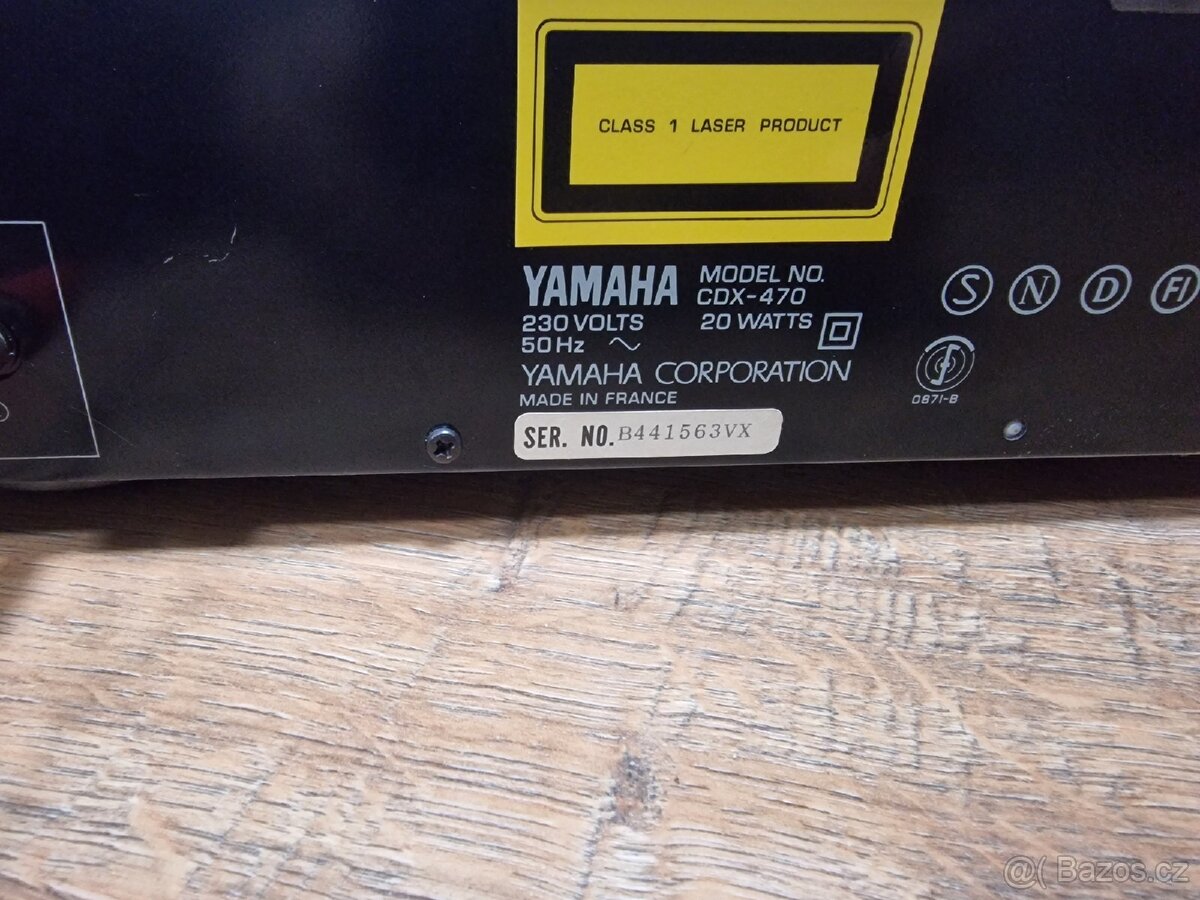 CLASS 1 LASER PRODUCT
YAMAHA MODEL NO.
CDX-470
230 VOLTS 20 WATTS
50 Hz
YAMAHA CORPORATION
MADE IN FRANCE
SER. NO. B441563VX
S N D FI
0871-B
@( Bazos.cz